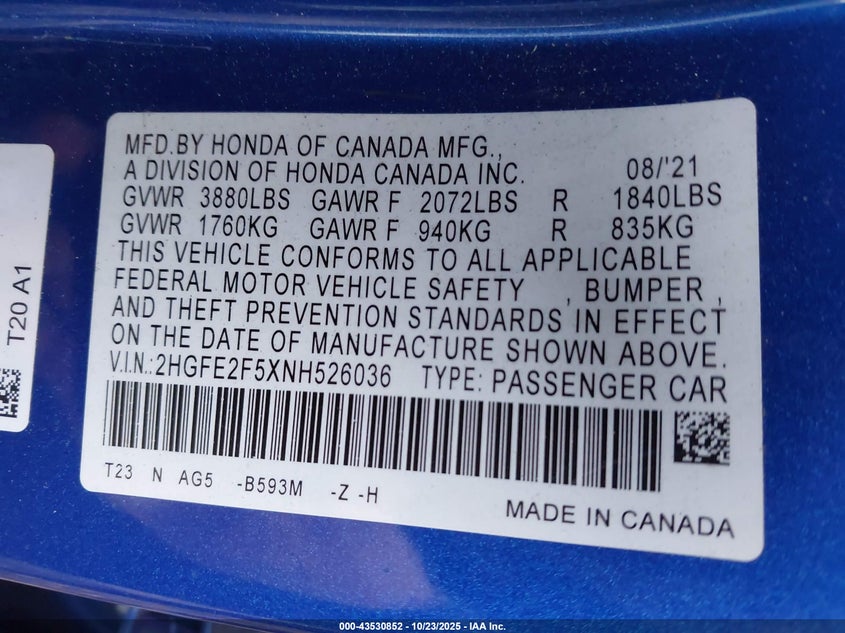 MFD.BY HONDA OF CANADA MFG.,
A DIVISION OF HONDA CANADA INC. 08/'21
GVWR 3880LBS GAWR F 2072LBS R 1840LBS
GVWR 1760KG GAWR F 940KG R 835KG
THIS VEHICLE CONFORMS TO ALL APPLICABLE
FEDERAL MOTOR VEHICLE SAFETY , BUMPER ,
AND THEFT PREVENTION STANDARDS IN EFFECT
ON THE DATE OF MANUFACTURE SHOWN ABOVE.
V.I.N.:2HGFE2F5XNH526036 TYPE: PASSENGER CAR
T23 N AG5 -B593M -Z -H
MADE IN CANADA
T20 A1
000-43530852 - 10/23/2025 - IAA Inc.